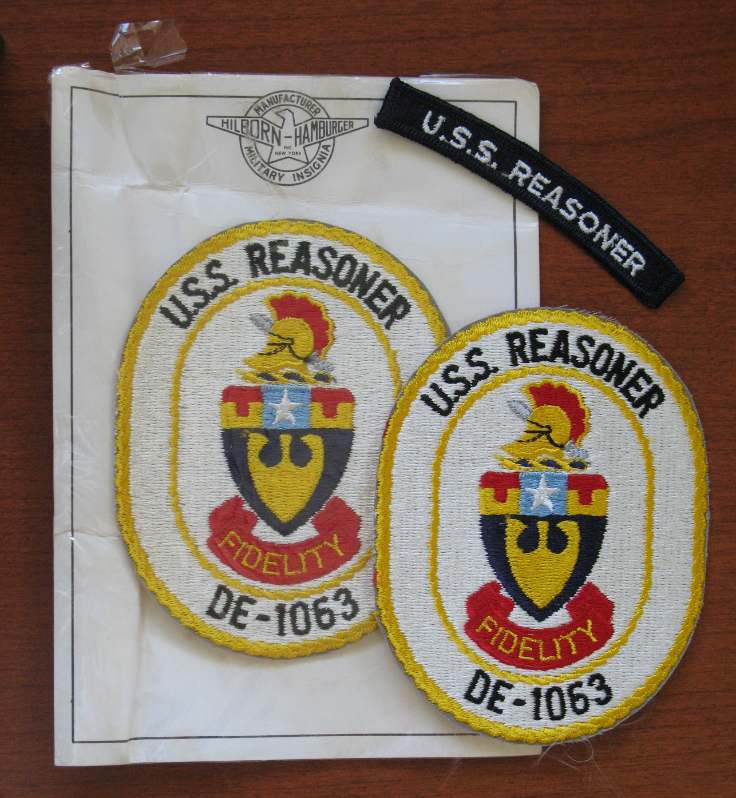 MANUFACTURER
HILBORN-HAMBURGER
INC.
NEW YORK
MILITARY INSIGNIA
U.S.S. REASONER
U.S.S. REASONER
FIDELITY
DE-1063
U.S.S. REASONER
FIDELITY
DE-1063